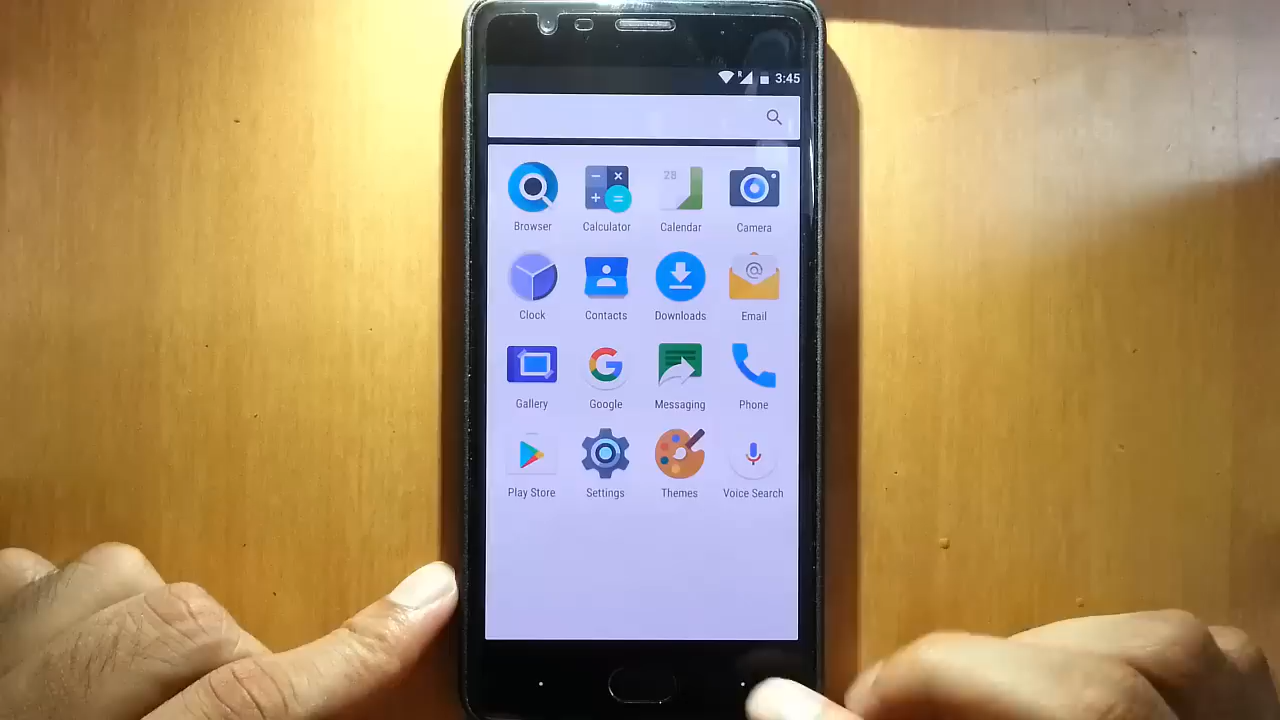 R 3:45
Browser Calculator Calendar Camera
28
Clock Contacts Downloads Email
Gallery Google Messaging Phone
Play Store Settings Themes Voice Search